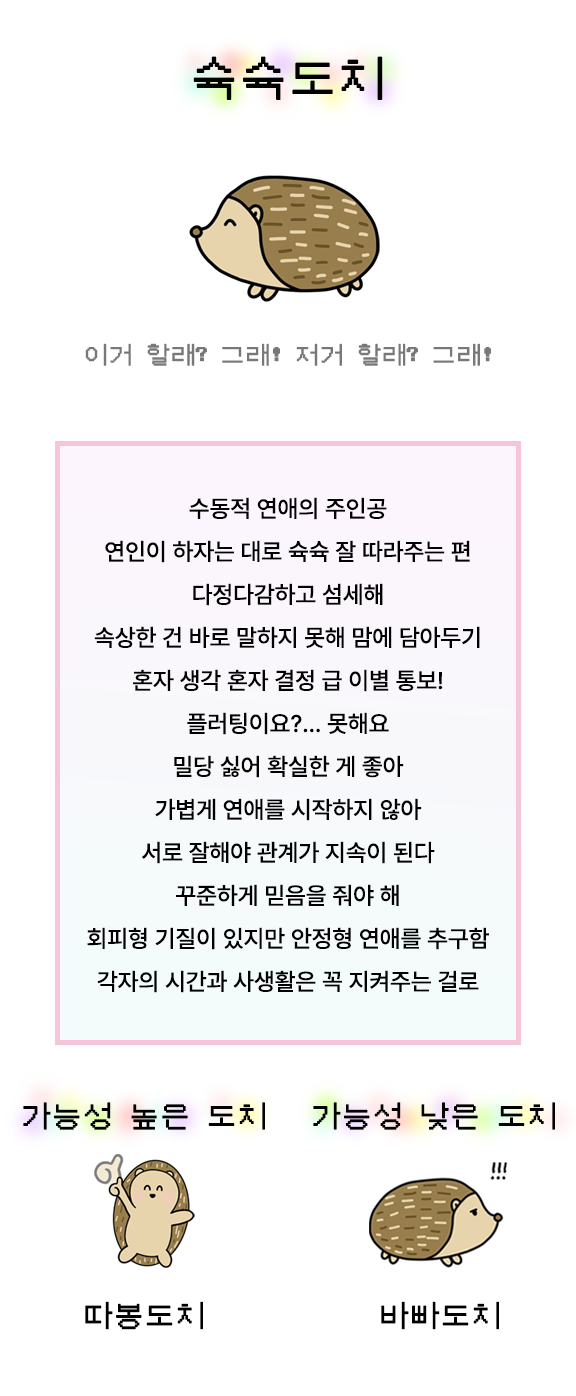 슉슉도치
이거 할래? 그래! 저거 할래? 그래!
수동적 연애의 주인공
연인이 하자는 대로 슉슉 잘 따라주는 편
다정다감하고 섬세해
속상한 건 바로 말하지 못해 맘에 담아두기
혼자 생각 혼자 결정 급 이별 통보!
플러팅이요?... 못해요
밀당 싫어 확실한 게 좋아
가볍게 연애를 시작하지 않아
서로 잘해야 관계가 지속이 된다
꾸준하게 믿음을 줘야 해
회피형 기질이 있지만 안정형 연애를 추구함
각자의 시간과 사생활은 꼭 지켜주는 걸로
가능성 높은 도치
가능성 낮은 도치
!!!
따봉도치
바빠도치